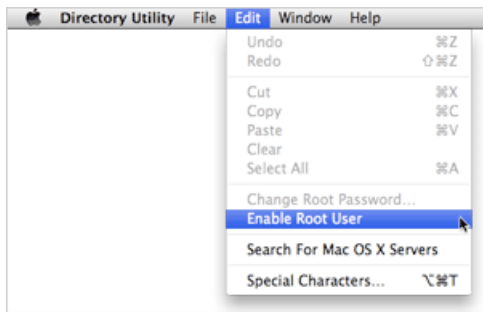 Directory Utility File Edit Window Help
Undo ⌘Z
Redo ⇧⌘Z
Cut ⌘X
Copy ⌘C
Paste ⌘V
Clear
Select All ⌘A
Change Root Password...
Enable Root User
Search For Mac OS X Servers
Special Characters... ⌥⌘T